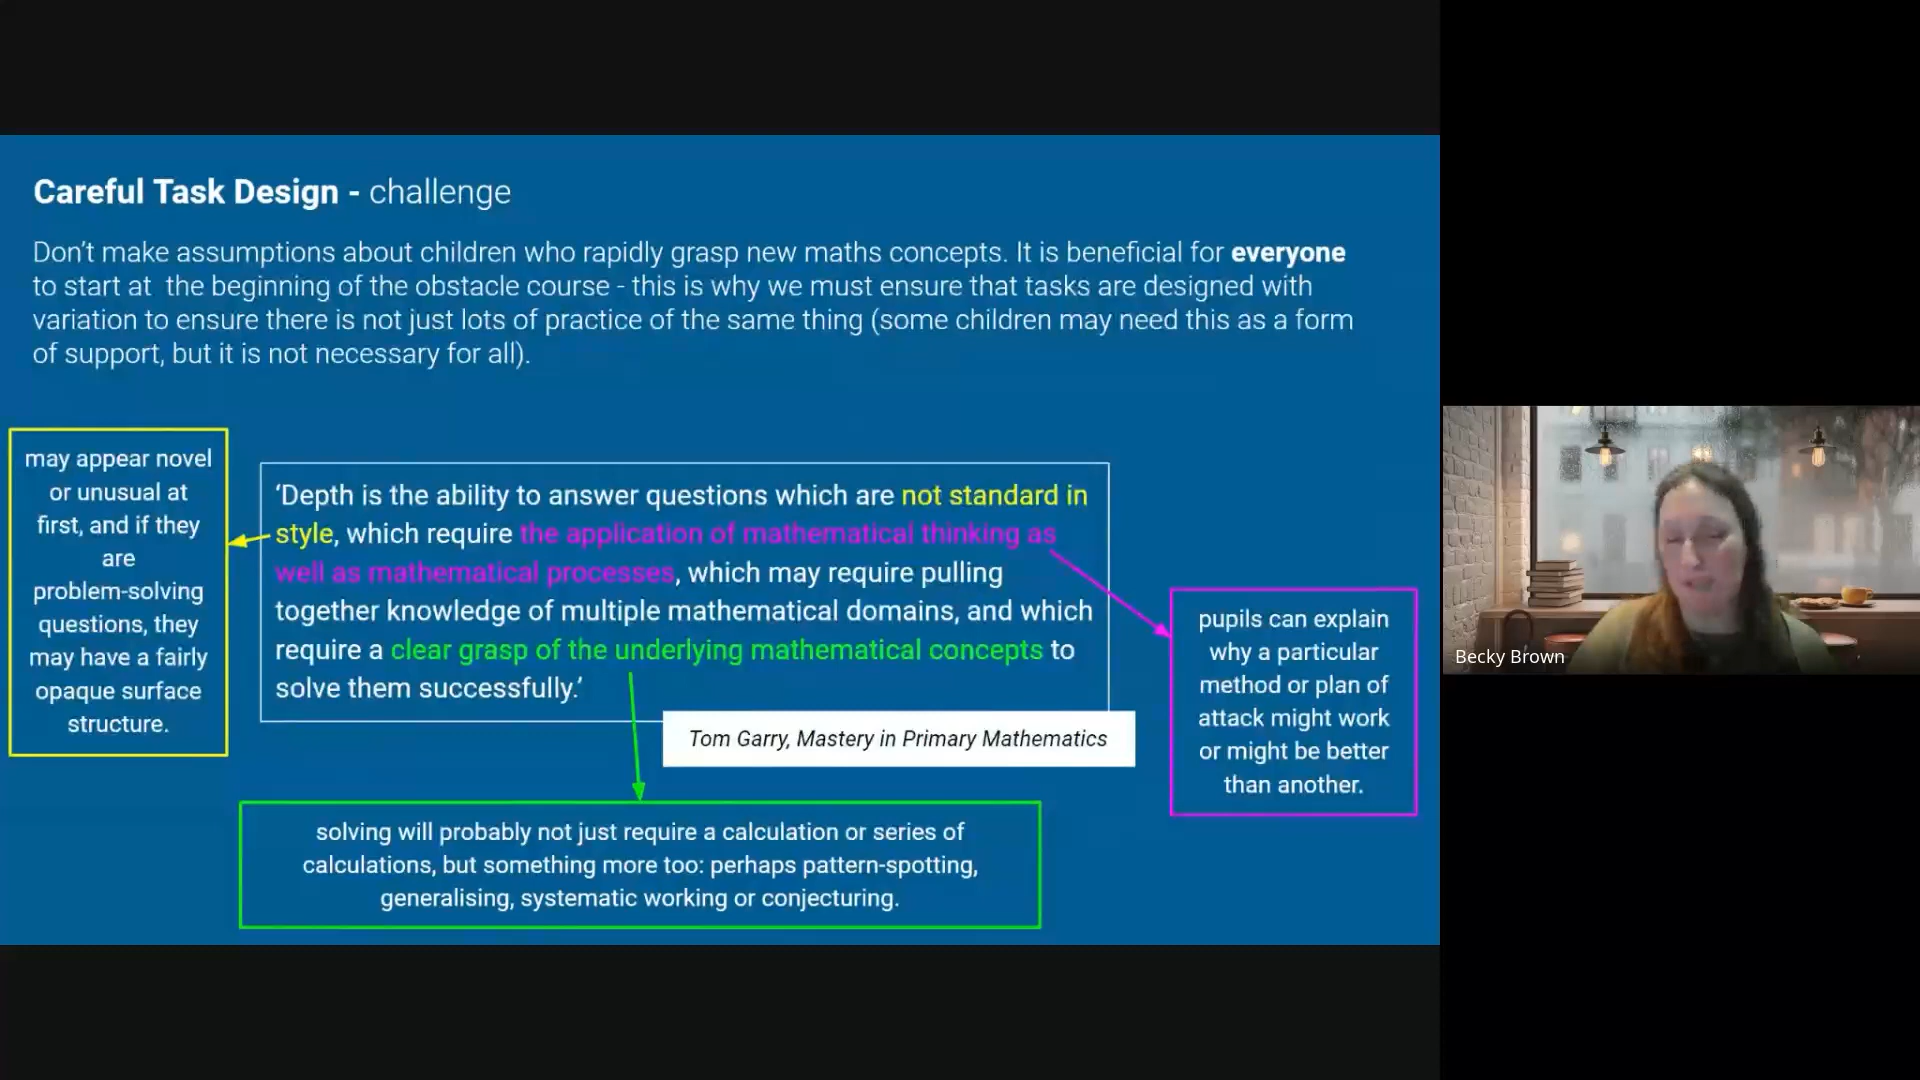 Careful Task Design - challenge
Don't make assumptions about children who rapidly grasp new maths concepts. It is beneficial for everyone
to start at  the beginning of the obstacle course - this is why we must ensure that tasks are designed with
variation to ensure there is not just lots of practice of the same thing (some children may need this as a form
of support, but it is not necessary for all).
may appear novel
or unusual at
first, and if they
are
problem-solving
questions, they
may have a fairly
opaque surface
structure.
‘Depth is the ability to answer questions which are not standard in
style, which require the application of mathematical thinking as
well as mathematical processes, which may require pulling
together knowledge of multiple mathematical domains, and which
require a clear grasp of the underlying mathematical concepts to
solve them successfully.’
Tom Garry, Mastery in Primary Mathematics
pupils can explain
why a particular
method or plan of
attack might work
or might be better
than another.
solving will probably not just require a calculation or series of
calculations, but something more too: perhaps pattern-spotting,
generalising, systematic working or conjecturing.
Becky Brown